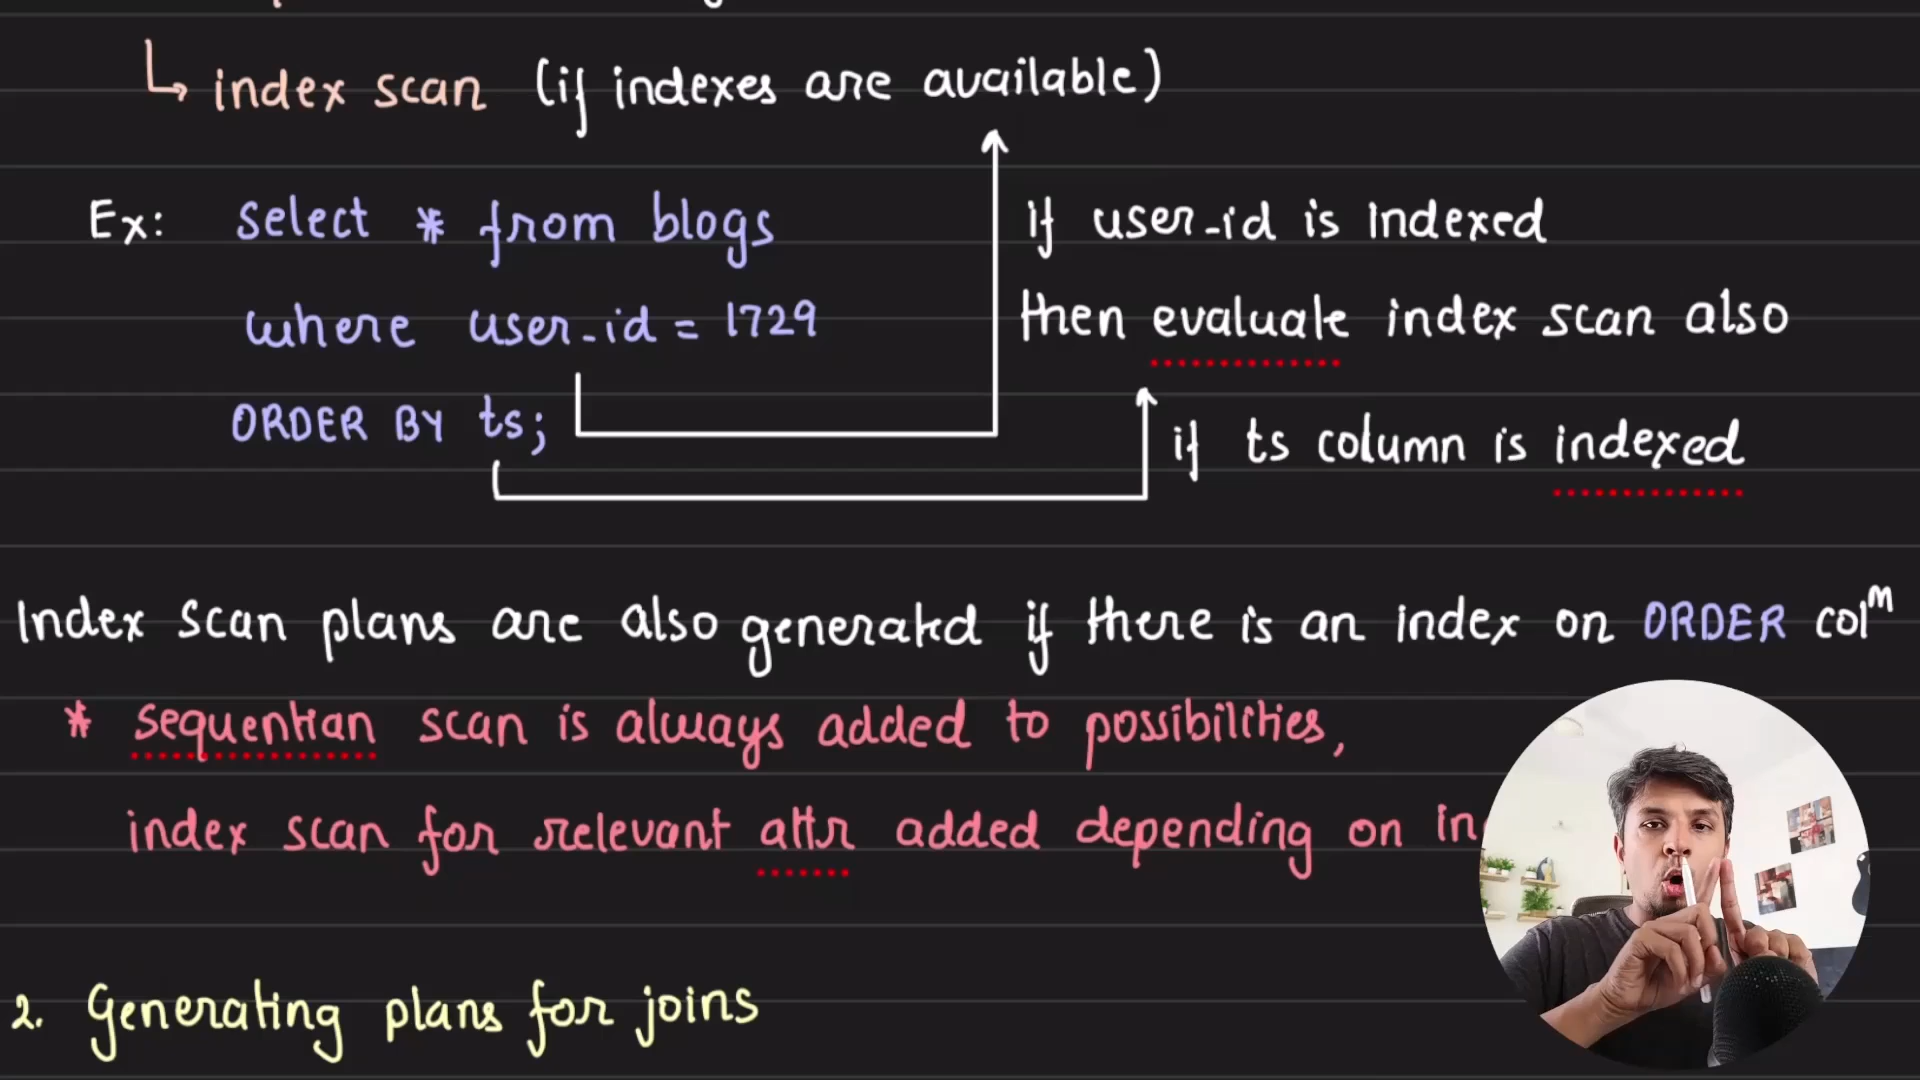 ↳ index scan (if indexes are available)
Ex: select * from blogs
where user_id = 1729
ORDER BY ts;
if user_id is indexed
then evaluate index scan also
if ts column is indexed
Index scan plans are also generated if there is an index on ORDER colᵐ
* sequentian scan is always added to possibilities,
index scan for relevant attr added depending on
2. Generating plans for joins